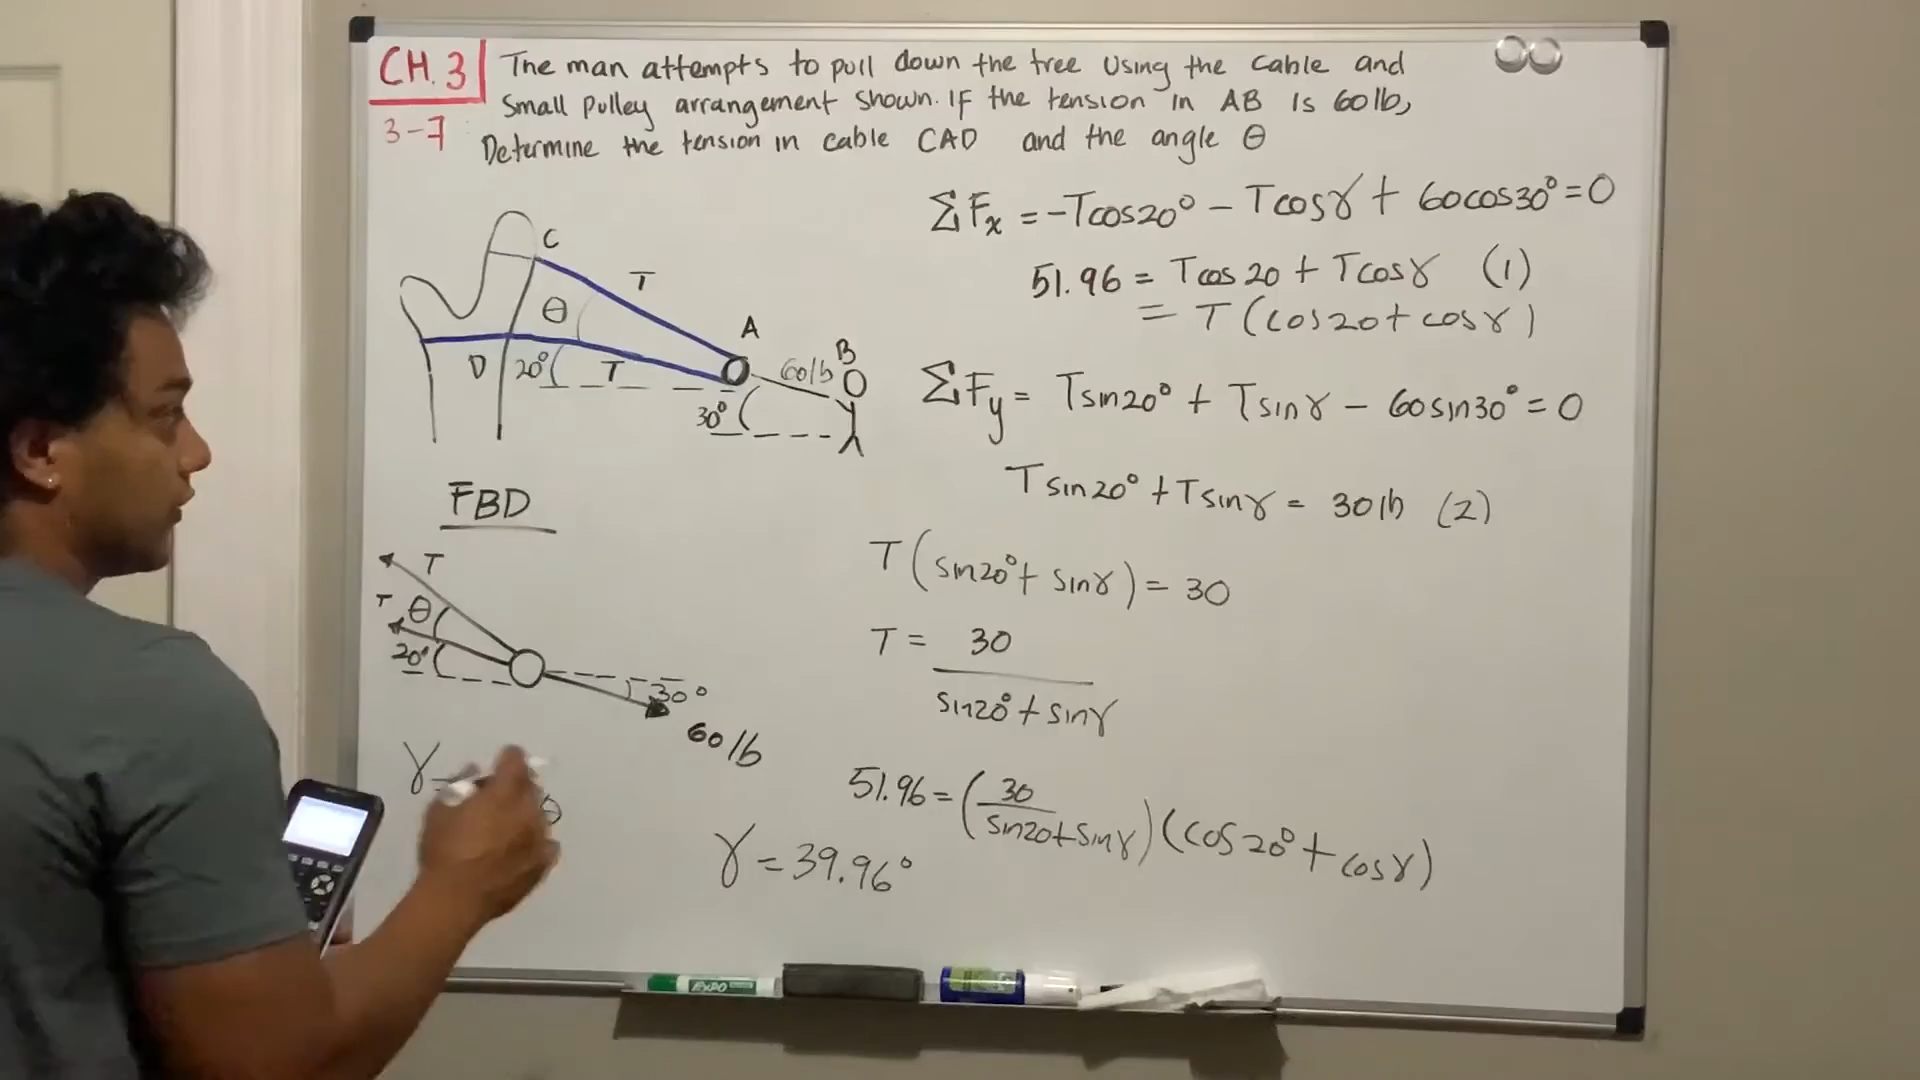 CH. 3
3-7
The man attempts to pull down the tree using the cable and
small pulley arrangement shown. If the tension in AB is 60lb,
Determine the tension in cable CAD and the angle θ
C
T
θ
A
B
60lb
D
20°
T
30°
FBD
T
T
θ
20°
30°
60 lb
γ=
θ
ΣFx = -Tcos20° - Tcosγ + 60cos30° = 0
51.96 = Tcos20 + Tcosγ (1)
= T(cos20+cosγ)
ΣFy = Tsin20° + Tsinγ - 60sin30° = 0
Tsin20° + Tsinγ = 30lb (2)
T(sin20° + sinγ) = 30
T = 30
sin20° + sinγ
51.96 = (30/sin20+sinγ)(cos20° + cosγ)
γ = 39.96°
EXPO